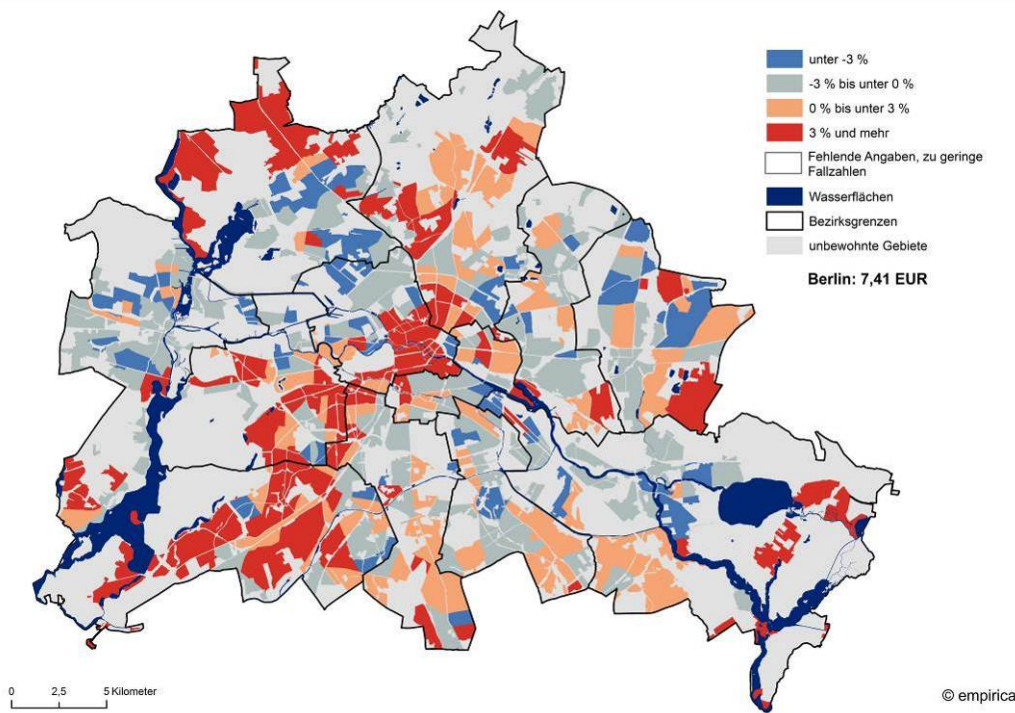 unter -3 %
-3 % bis unter 0 %
0 % bis unter 3 %
3 % und mehr
Fehlende Angaben, zu geringe
Fallzahlen
Wasserflächen
Bezirksgrenzen
unbewohnte Gebiete
Berlin: 7,41 EUR
0 2,5 5 Kilometer
© empirica